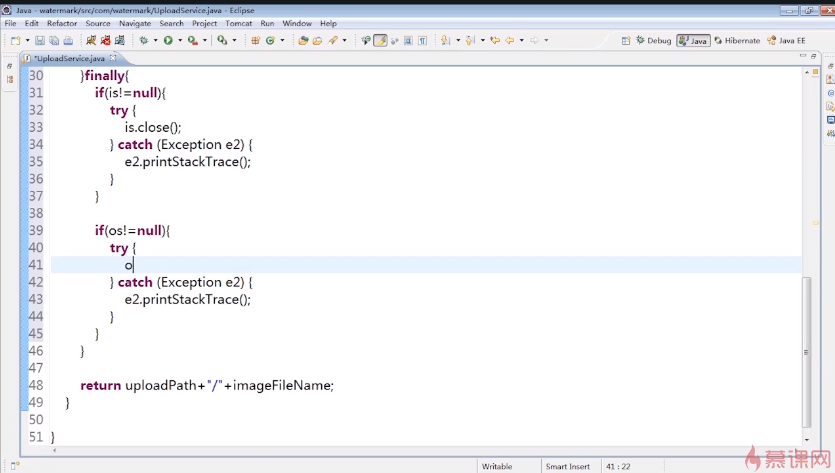 Java - watermark/src/com/watermark/UploadService.java - Eclipse
File Edit Refactor Source Navigate Search Project Tomcat Run Window Help
Debug Java Hibernate Java EE
*UploadService.java
30 }finally{
31 if(is!=null){
32 try {
33 is.close();
34 } catch (Exception e2) {
35 e2.printStackTrace();
36 }
37 }
38
39 if(os!=null){
40 try {
41 o
42 } catch (Exception e2) {
43 e2.printStackTrace();
44 }
45 }
46 }
47
48 return uploadPath+"/"+imageFileName;
49 }
50
51 }
Writable Smart Insert 41 : 22
慕课网